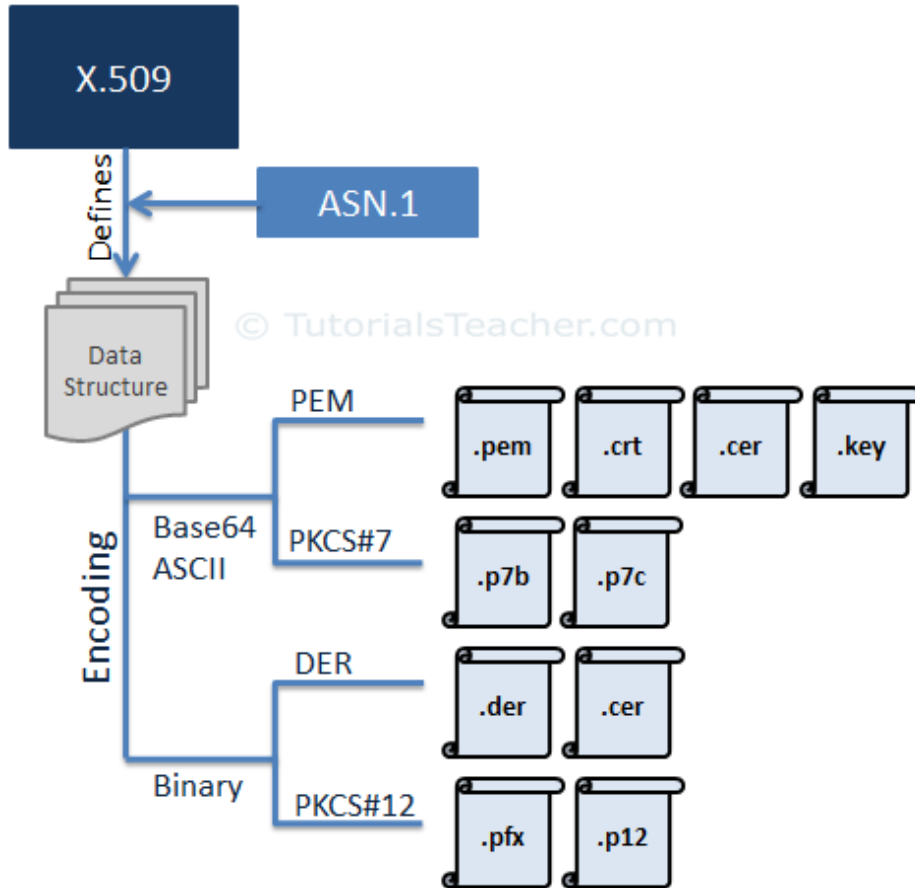 X.509
Defines
ASN.1
© TutorialsTeacher.com
Data
Structure
Encoding
Base64
ASCII
PEM
.pem
.crt
.cer
.key
PKCS#7
.p7b
.p7c
Binary
DER
.der
.cer
PKCS#12
.pfx
.p12